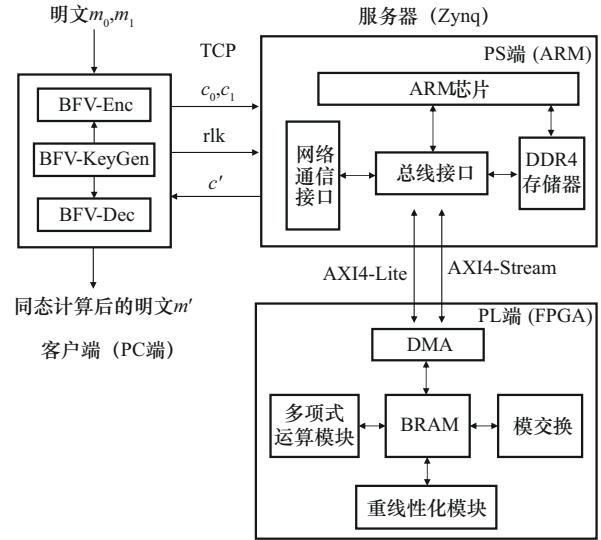 明文m₀,m₁
BFV-Enc
BFV-KeyGen
BFV-Dec
同态计算后的明文m′
客户端（PC端）
TCP
c₀,c₁
rlk
c′
服务器（Zynq）
PS端 (ARM)
ARM芯片
网络
通信
接口
总线接口
DDR4
存储器
AXI4-Lite
AXI4-Stream
PL端 (FPGA)
DMA
多项式
运算模块
BRAM
模交换
重线性化模块